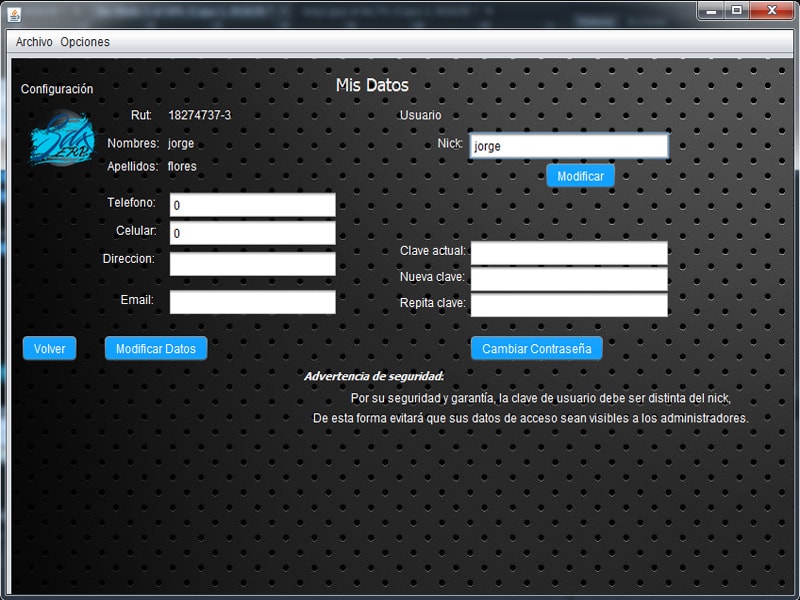 Archivo Opciones
Configuración
Mis Datos
Rut: 18274737-3
Nombres: jorge
Apellidos: flores
Telefono: 0
Celular: 0
Direccion:
Email:
Volver
Modificar Datos
Usuario
Nick: jorge
Modificar
Clave actual:
Nueva clave:
Repita clave:
Cambiar Contraseña
Advertencia de seguridad:
Por su seguridad y garantía, la clave de usuario debe ser distinta del nick,
De esta forma evitará que sus datos de acceso sean visibles a los administradores.